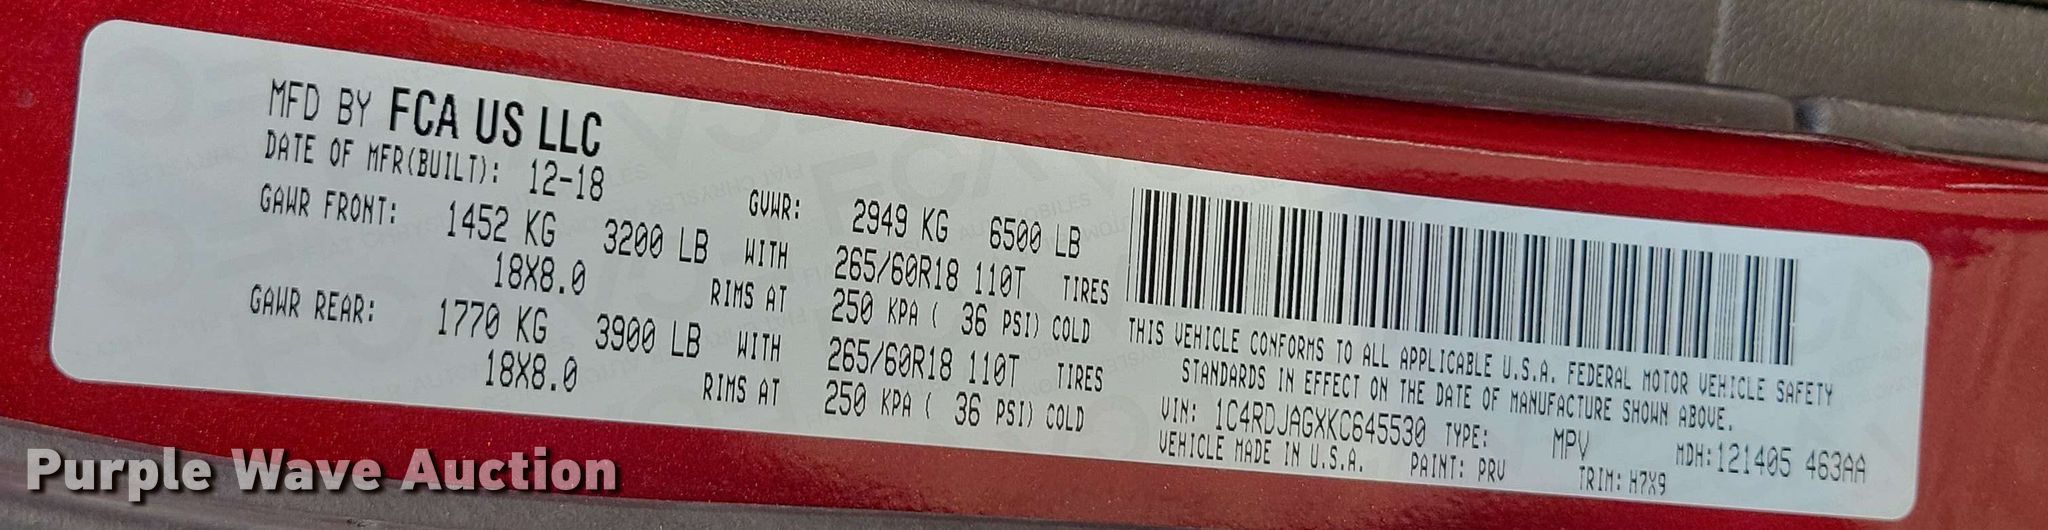 MFD BY FCA US LLC
DATE OF MFR(BUILT): 12-18
GVWR: 2949 KG 6500 LB
GAWR FRONT: 1452 KG 3200 LB WITH 265/60R18 110T TIRES
18X8.0 RIMS AT 250 KPA ( 36 PSI) COLD
GAWR REAR: 1770 KG 3900 LB WITH 265/60R18 110T TIRES
18X8.0 RIMS AT 250 KPA ( 36 PSI) COLD
THIS VEHICLE CONFORMS TO ALL APPLICABLE U.S.A. FEDERAL MOTOR VEHICLE SAFETY
STANDARDS IN EFFECT ON THE DATE OF MANUFACTURE SHOWN ABOVE.
VIN: 1C4RDJAGXKC645530 TYPE: MPV MDH:121405 463AA
VEHICLE MADE IN U.S.A. PAINT: PRV TRIM: H7X9
Purple Wave Auction